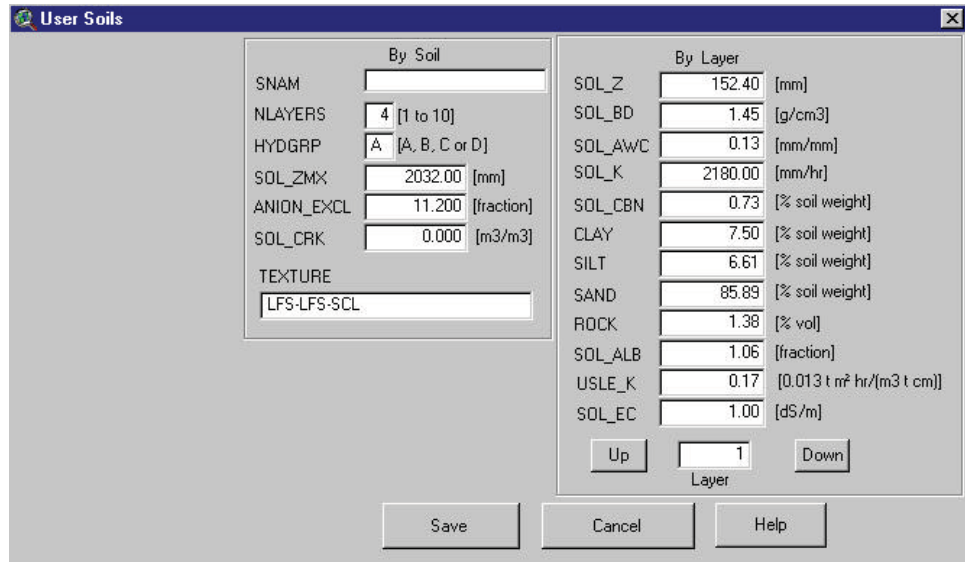 User Soils
By Soil
SNAM
NLAYERS 4 [1 to 10]
HYDGRP A [A, B, C or D]
SOL_ZMX 2032.00 [mm]
ANION_EXCL 11.200 [fraction]
SOL_CRK 0.000 [m3/m3]
TEXTURE
LFS-LFS-SCL
By Layer
SOL_Z 152.40 [mm]
SOL_BD 1.45 [g/cm3]
SOL_AWC 0.13 [mm/mm]
SOL_K 2180.00 [mm/hr]
SOL_CBN 0.73 [% soil weight]
CLAY 7.50 [% soil weight]
SILT 6.61 [% soil weight]
SAND 85.89 [% soil weight]
ROCK 1.38 [% vol]
SOL_ALB 1.06 [fraction]
USLE_K 0.17 [0.013 t m² hr/(m3 t cm)]
SOL_EC 1.00 [dS/m]
Up 1 Down
Layer
Save Cancel Help